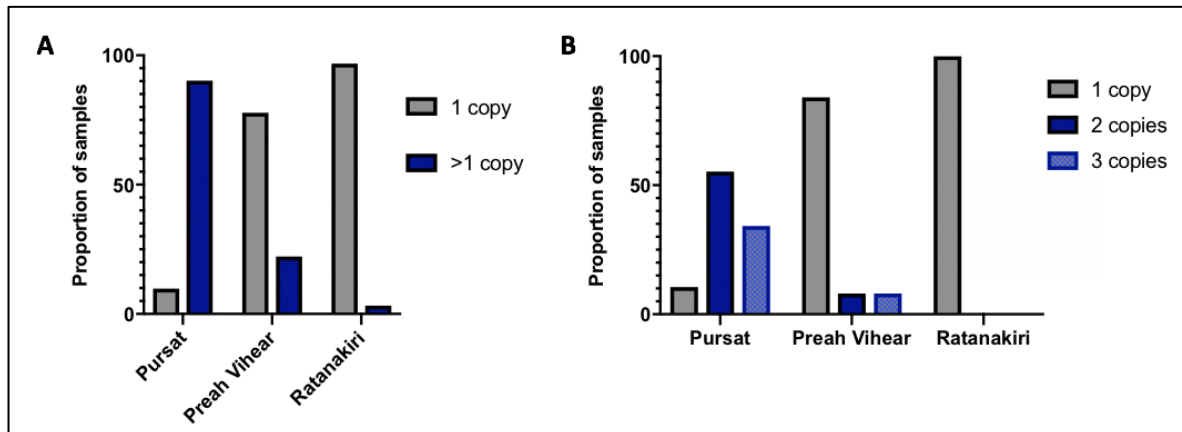 A
Proportion of samples
100
50
0
Pursat
Preah Vihear
Ratanakiri
1 copy
>1 copy
B
Proportion of samples
100
50
0
Pursat Preah Vihear Ratanakiri
1 copy
2 copies
3 copies